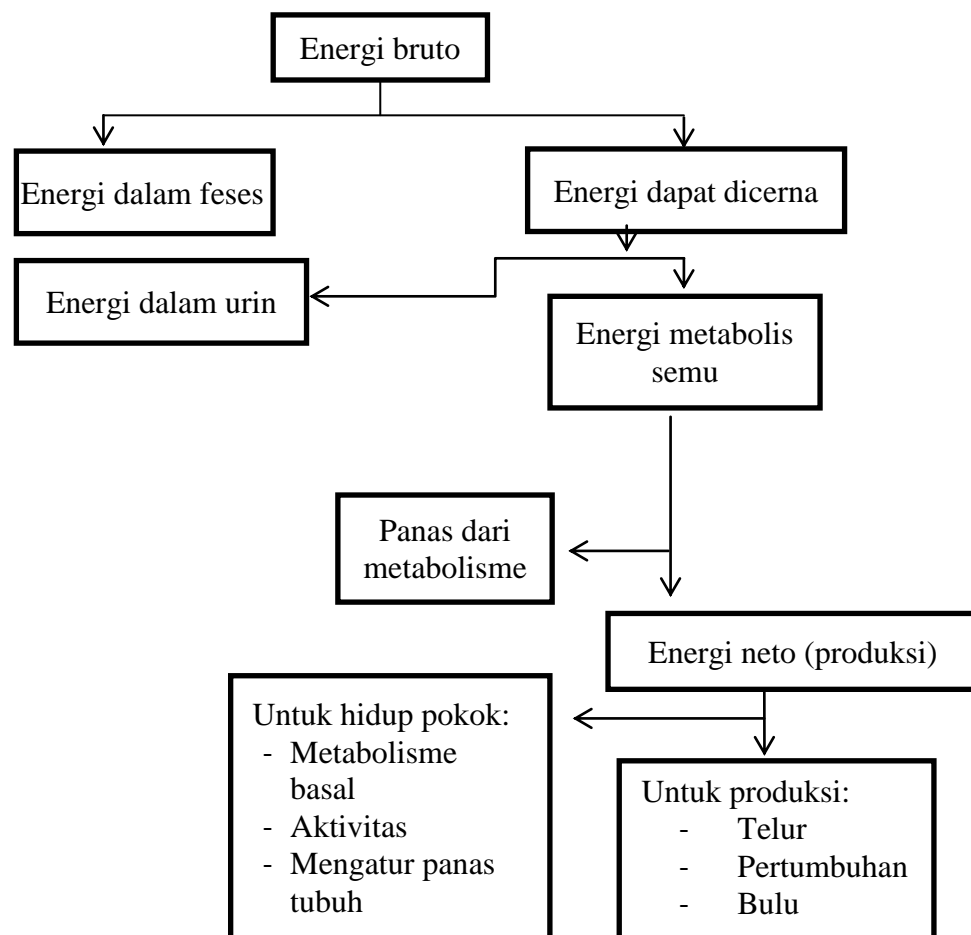 Energi bruto
Energi dalam feses
Energi dapat dicerna
Energi dalam urin
Energi metabolis
semu
Panas dari
metabolisme
Energi neto (produksi)
Untuk hidup pokok:
- Metabolisme
basal
- Aktivitas
- Mengatur panas
tubuh
Untuk produksi:
- Telur
- Pertumbuhan
- Bulu